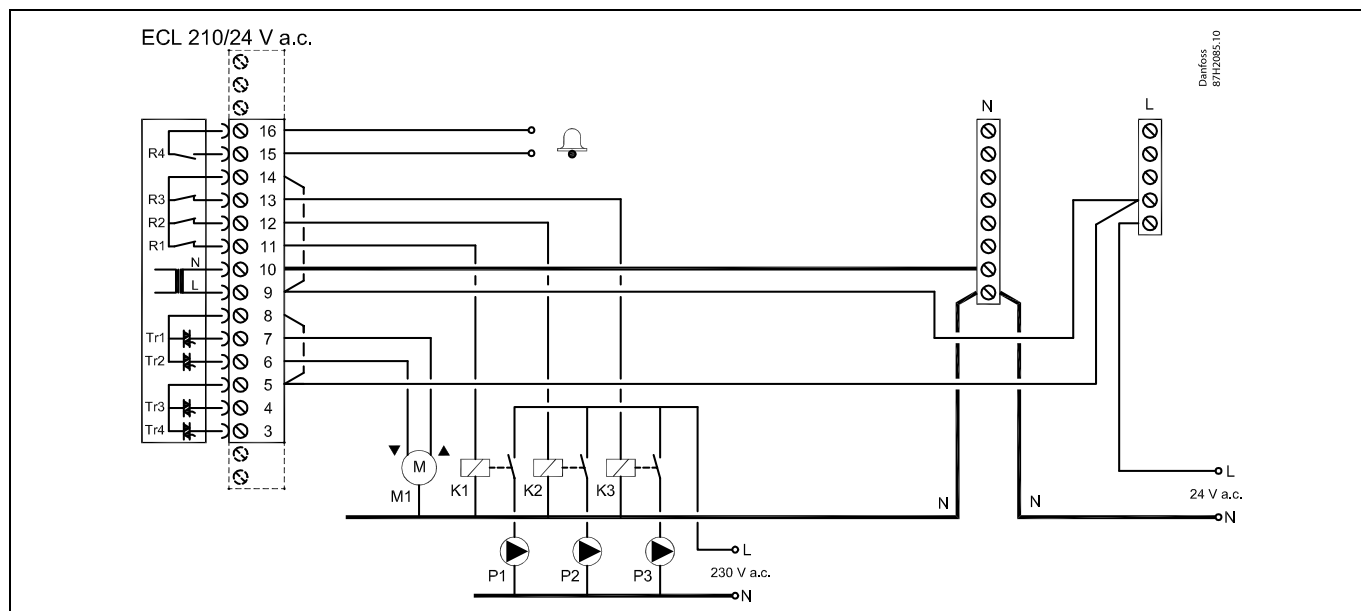 ECL 210/24 V a.c.
Danfoss
87H2085.10
N
L
16
R4
15
14
R3
13
R2
12
R1
11
N
10
L
9
8
Tr1
7
Tr2
6
5
Tr3
4
Tr4
3
M
M1
K1
K2
K3
N
N
L
24 V a.c.
N
P1
P2
P3
L
230 V a.c.
N